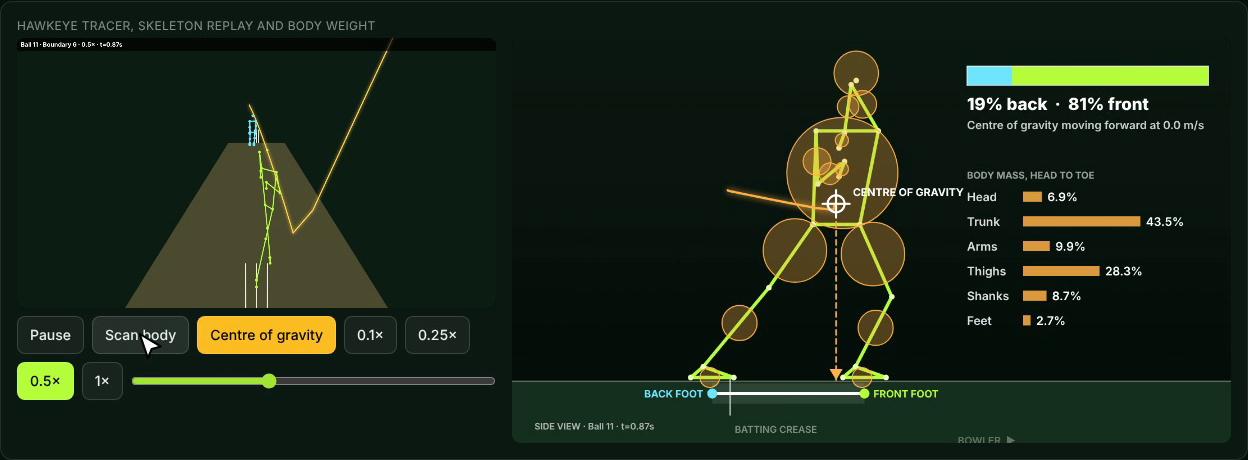 HAWKEYE TRACER, SKELETON REPLAY AND BODY WEIGHT
Ball 11 · Boundary 6 · 0.5× · t=0.87s
Pause
Scan body
Centre of gravity
0.1×
0.25×
0.5×
1×
CENTRE OF GRAVITY
BACK FOOT
FRONT FOOT
SIDE VIEW · Ball 11 · t=0.87s
BATTING CREASE
BOWLER ▶
19% back · 81% front
Centre of gravity moving forward at 0.0 m/s
BODY MASS, HEAD TO TOE
Head 6.9%
Trunk 43.5%
Arms 9.9%
Thighs 28.3%
Shanks 8.7%
Feet 2.7%